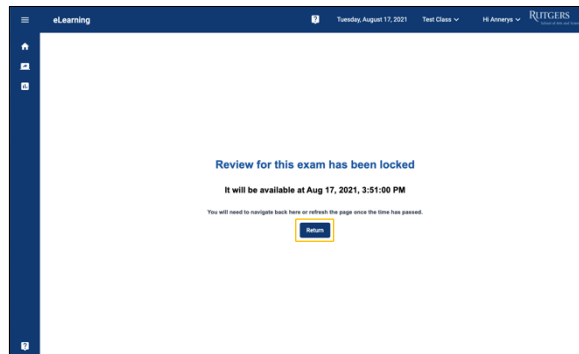 eLearning
Tuesday, August 17, 2021
Test Class
Hi Annerys
RUTGERS
Review for this exam has been locked
It will be available at Aug 17, 2021, 3:51:00 PM
You will need to navigate back here or refresh the page once the time has passed.
Return